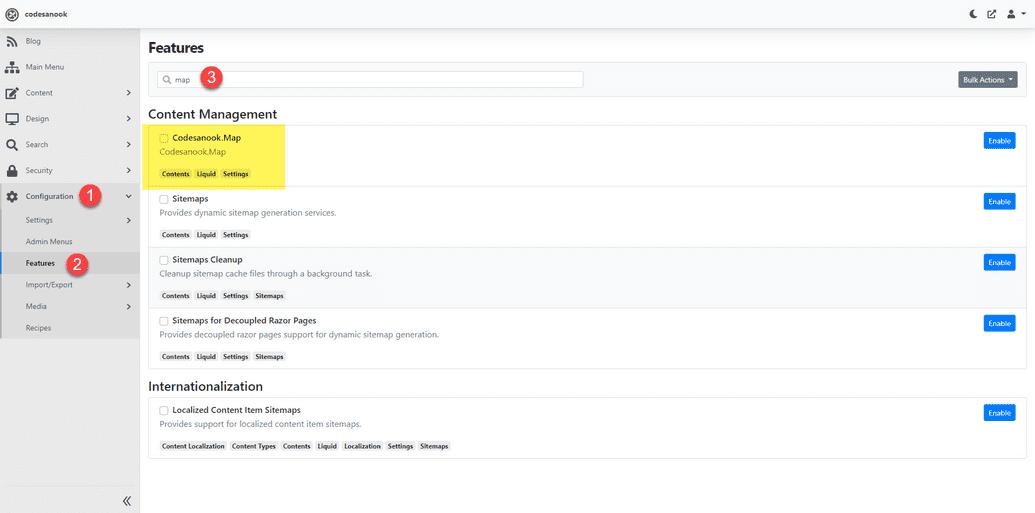 codesanook
Blog
Main Menu
Content
Design
Search
Security
Configuration 1
Settings
Admin Menus
Features 2
Import/Export
Media
Recipes
Features
map 3
Bulk Actions
Content Management
Codesanook.Map
Enable
Codesanook.Map
Contents Liquid Settings
Sitemaps
Enable
Provides dynamic sitemap generation services.
Contents Liquid Settings
Sitemaps Cleanup
Enable
Cleanup sitemap cache files through a background task.
Contents Liquid Settings Sitemaps
Sitemaps for Decoupled Razor Pages
Enable
Provides decoupled razor pages support for dynamic sitemap generation.
Contents Liquid Settings Sitemaps
Internationalization
Localized Content Item Sitemaps
Enable
Provides support for localized content item sitemaps.
Content Localization Content Types Contents Liquid Localization Settings Sitemaps